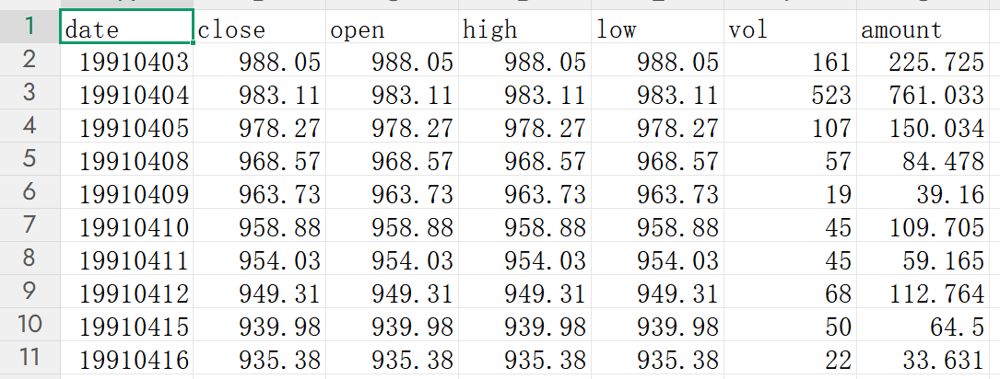 1 date close open high low vol amount
2 19910403 988.05 988.05 988.05 988.05 161 225.725
3 19910404 983.11 983.11 983.11 983.11 523 761.033
4 19910405 978.27 978.27 978.27 978.27 107 150.034
5 19910408 968.57 968.57 968.57 968.57 57 84.478
6 19910409 963.73 963.73 963.73 963.73 19 39.16
7 19910410 958.88 958.88 958.88 958.88 45 109.705
8 19910411 954.03 954.03 954.03 954.03 45 59.165
9 19910412 949.31 949.31 949.31 949.31 68 112.764
10 19910415 939.98 939.98 939.98 939.98 50 64.5
11 19910416 935.38 935.38 935.38 935.38 22 33.631